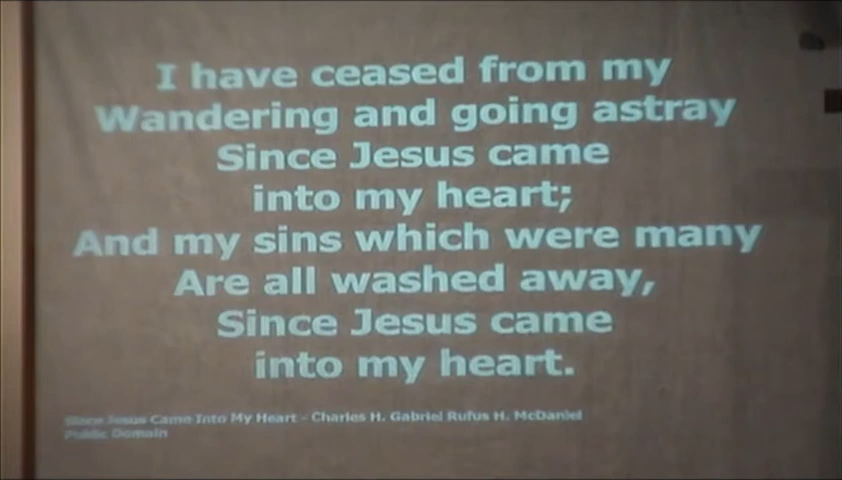 I have ceased from my
Wandering and going astray
Since Jesus came
into my heart;
And my sins which were many
Are all washed away,
Since Jesus came
into my heart.
Since Jesus Came Into My Heart - Charles H. Gabriel Rufus H. McDaniel
Public Domain